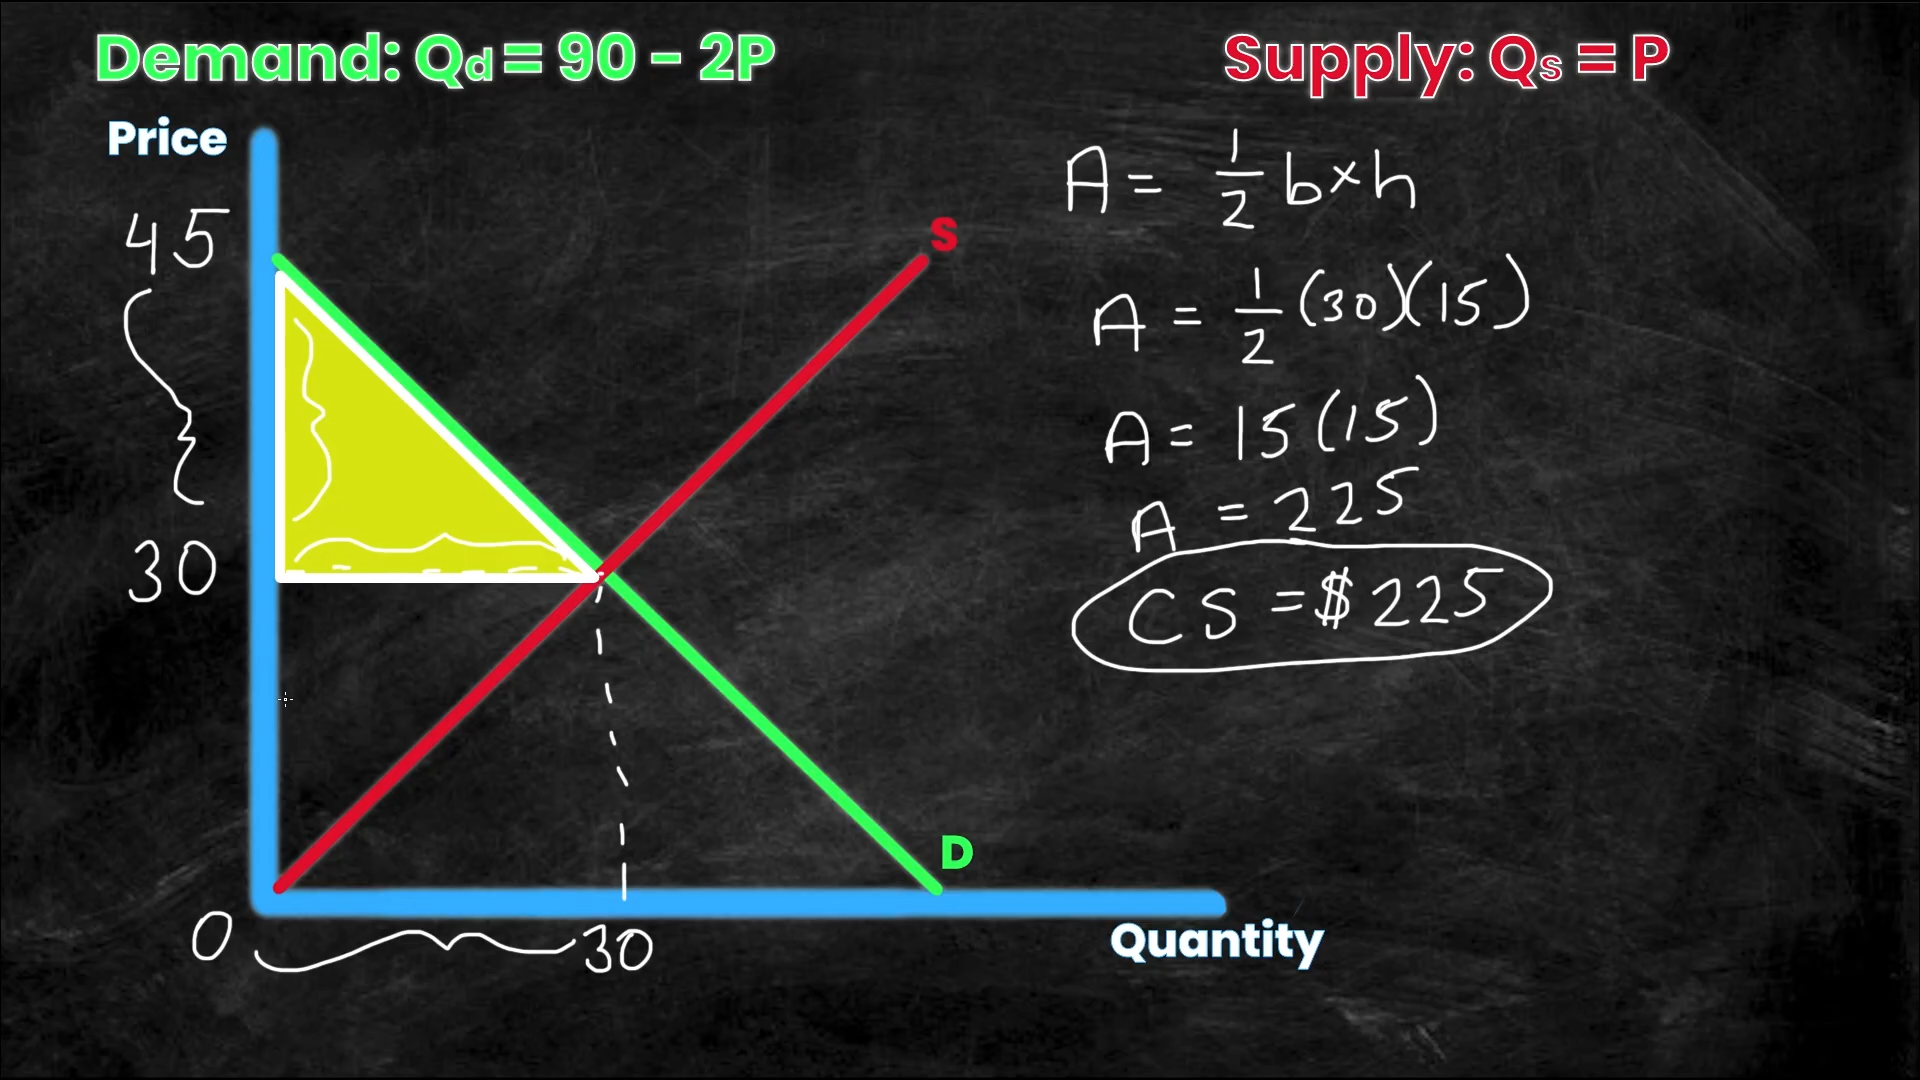 Demand: Qd = 90 - 2P
Supply: Qs = P
Price
45
30
0
30
Quantity
S
D
A = 1/2 b × h
A = 1/2 (30)(15)
A = 15(15)
A = 225
CS = $225